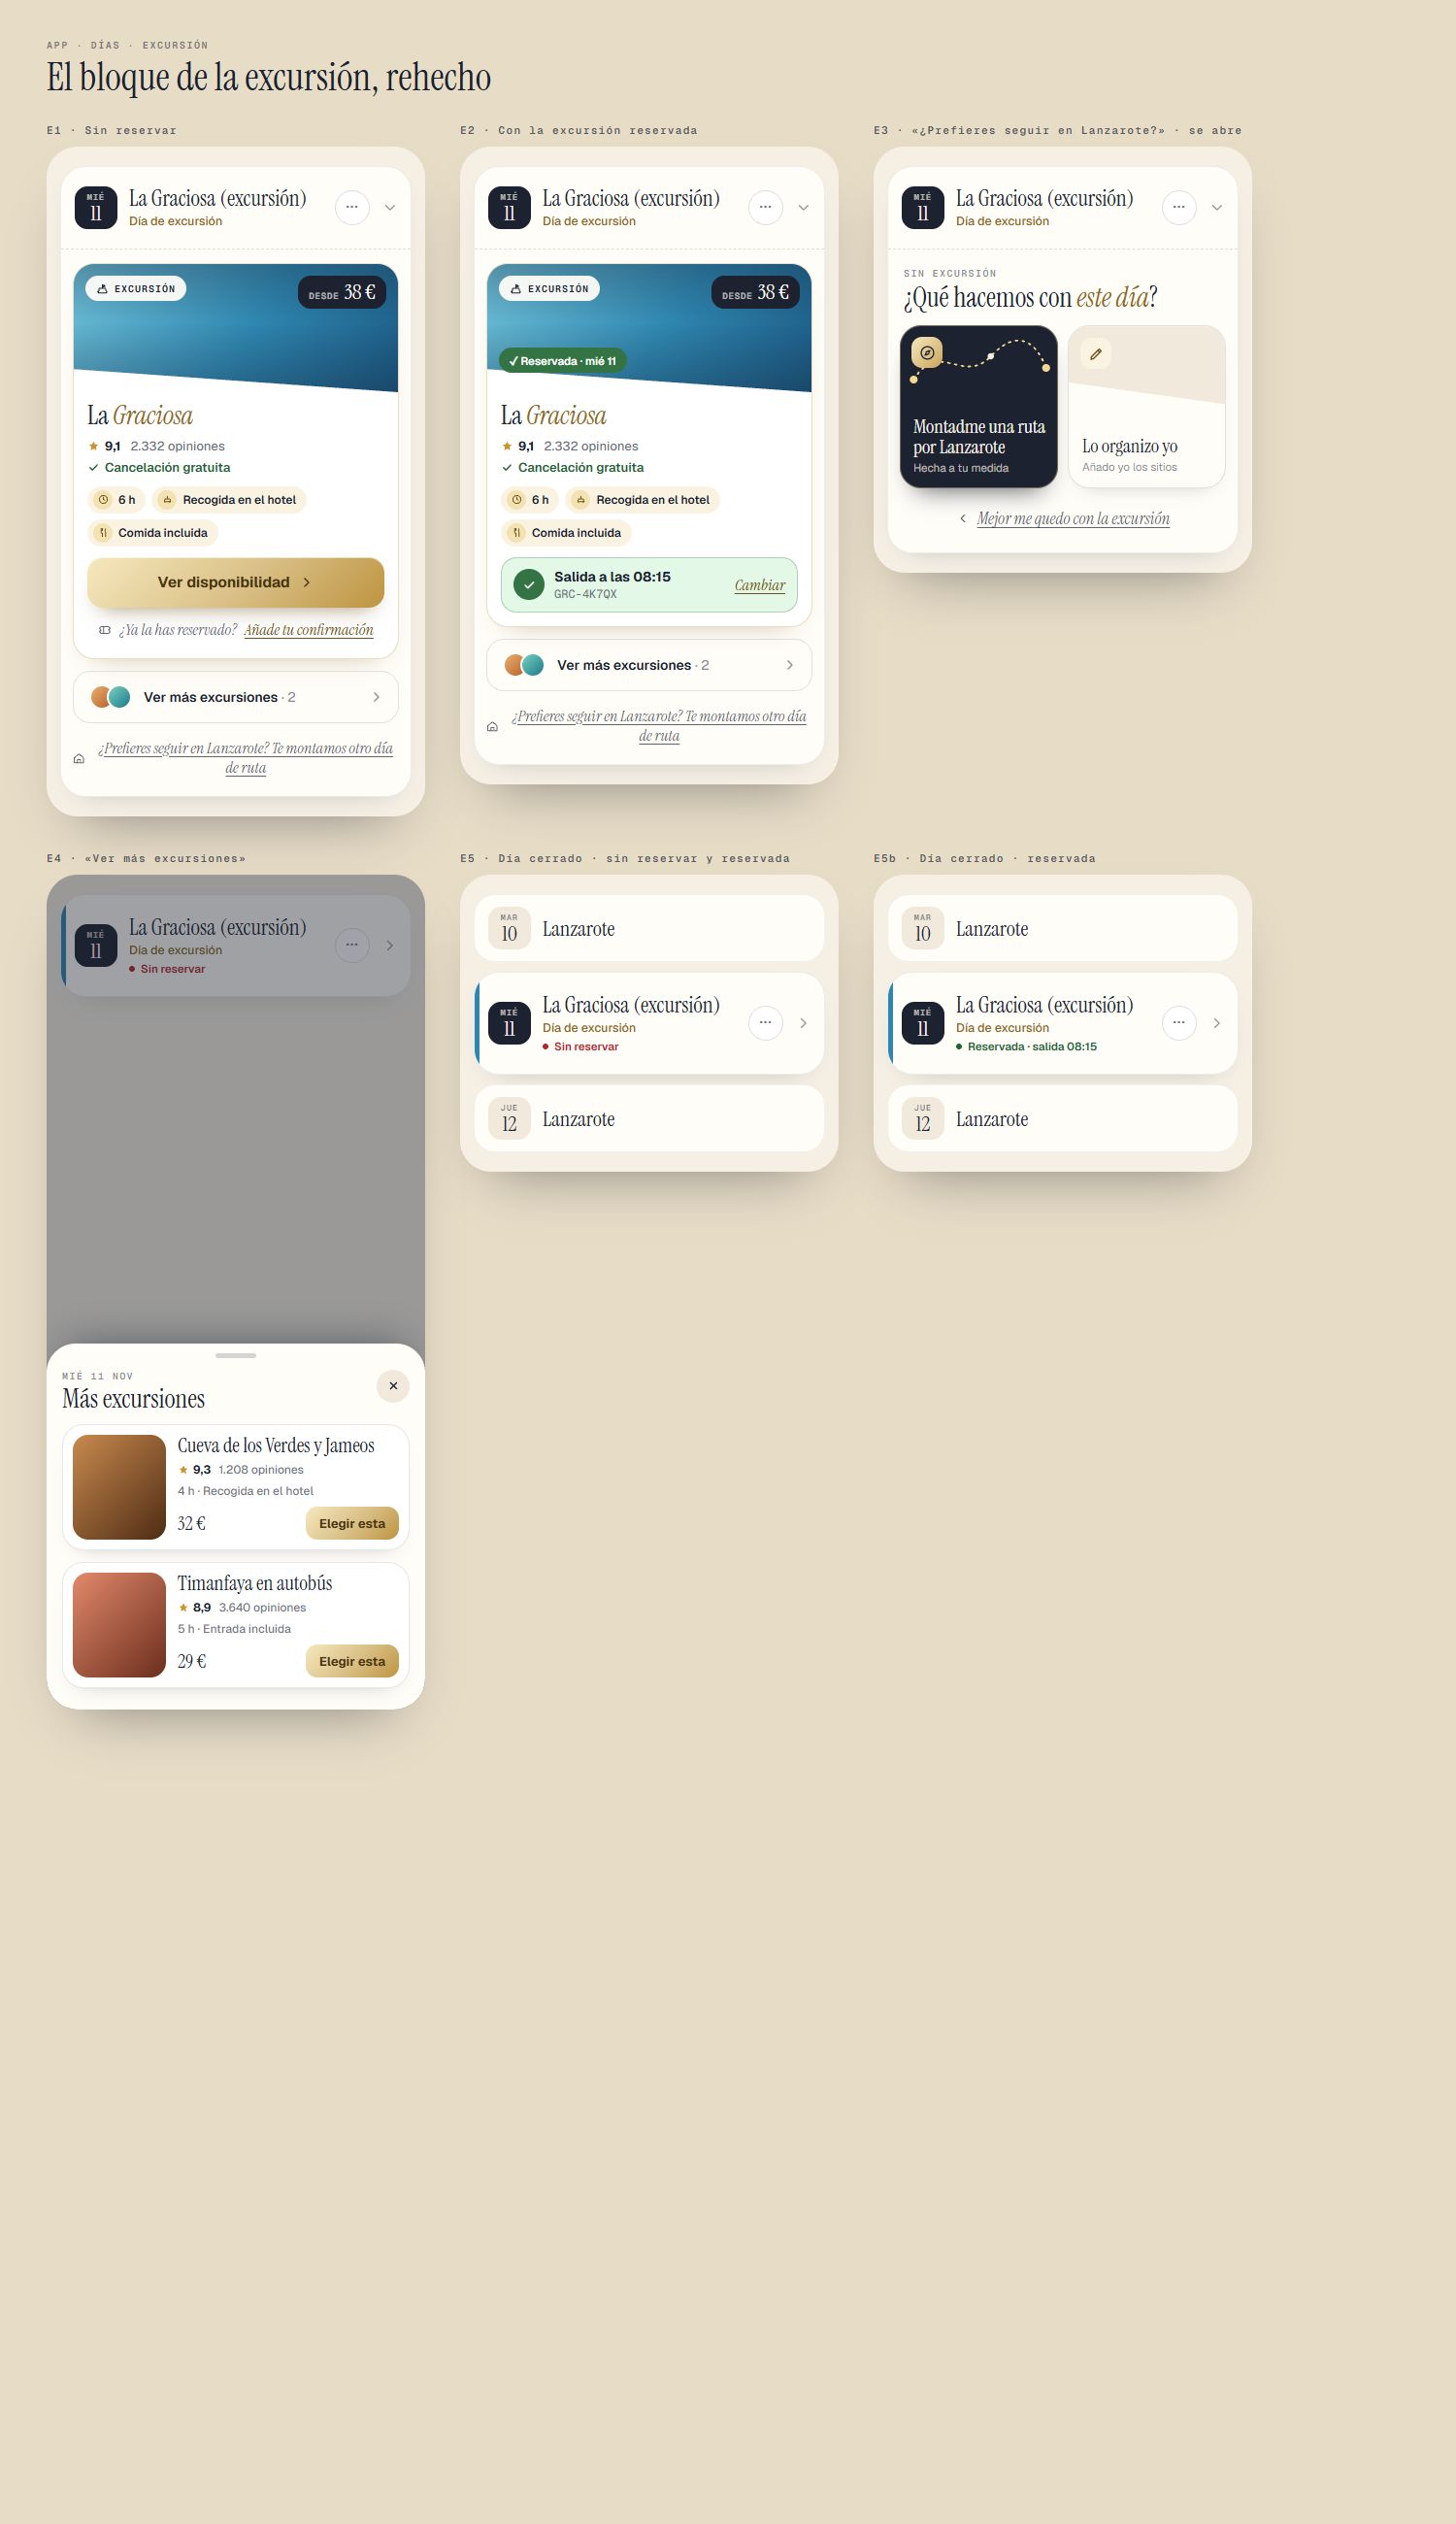 APP · DÍAS · EXCURSIÓN
El bloque de la excursión, rehecho
E1 · Sin reservar
MIÉ
11
La Graciosa (excursión)
Día de excursión
EXCURSIÓN
DESDE 38 €
La Graciosa
9,1 2.332 opiniones
Cancelación gratuita
6 h
Recogida en el hotel
Comida incluida
Ver disponibilidad
¿Ya la has reservado? Añade tu confirmación
Ver más excursiones · 2
¿Prefieres seguir en Lanzarote? Te montamos otro día
de ruta
E2 · Con la excursión reservada
MIÉ
11
La Graciosa (excursión)
Día de excursión
EXCURSIÓN
DESDE 38 €
✓ Reservada · mié 11
La Graciosa
9,1 2.332 opiniones
Cancelación gratuita
6 h
Recogida en el hotel
Comida incluida
Salida a las 08:15
GRC-4K7QX
Cambiar
Ver más excursiones · 2
¿Prefieres seguir en Lanzarote? Te montamos otro día
de ruta
E3 · «¿Prefieres seguir en Lanzarote?» · se abre
MIÉ
11
La Graciosa (excursión)
Día de excursión
SIN EXCURSIÓN
¿Qué hacemos con este día?
Montadme una ruta
por Lanzarote
Hecha a tu medida
Lo organizo yo
Añado yo los sitios
Mejor me quedo con la excursión
E4 · «Ver más excursiones»
MIÉ
11
La Graciosa (excursión)
Día de excursión
Sin reservar
MIÉ 11 NOV
Más excursiones
Cueva de los Verdes y Jameos
9,3 1.208 opiniones
4 h · Recogida en el hotel
32 €
Elegir esta
Timanfaya en autobús
8,9 3.640 opiniones
5 h · Entrada incluida
29 €
Elegir esta
E5 · Día cerrado · sin reservar y reservada
MAR
10
Lanzarote
MIÉ
11
La Graciosa (excursión)
Día de excursión
Sin reservar
JUE
12
Lanzarote
E5b · Día cerrado · reservada
MAR
10
Lanzarote
MIÉ
11
La Graciosa (excursión)
Día de excursión
Reservada · salida 08:15
JUE
12
Lanzarote